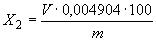 X₂ = V · 0,004904 · 100 / m